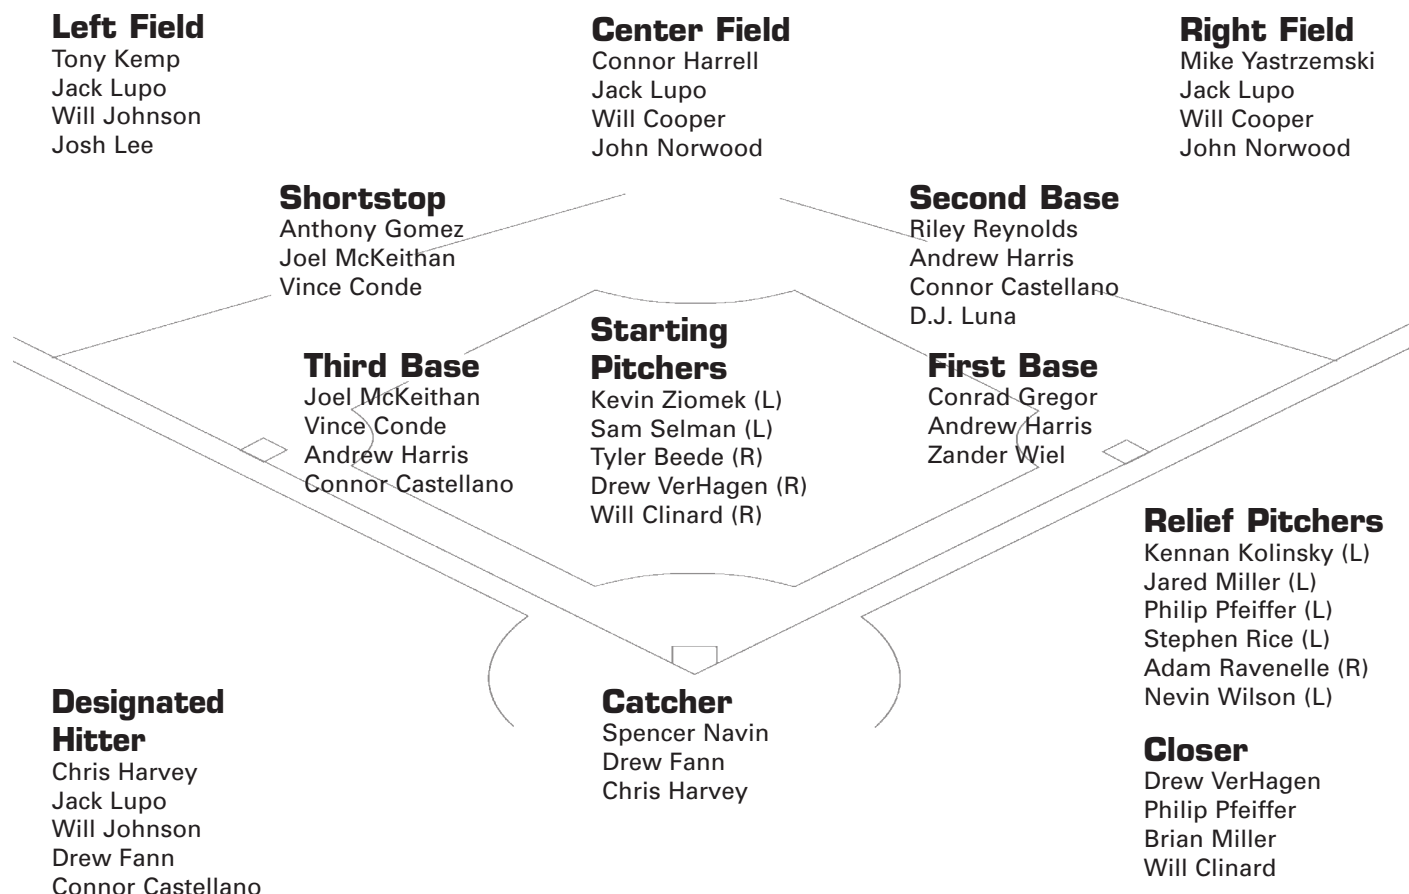 Left Field
Tony Kemp
Jack Lupo
Will Johnson
Josh Lee
Center Field
Connor Harrell
Jack Lupo
Will Cooper
John Norwood
Right Field
Mike Yastrzemski
Jack Lupo
Will Cooper
John Norwood
Shortstop
Anthony Gomez
Joel McKeithan
Vince Conde
Second Base
Riley Reynolds
Andrew Harris
Connor Castellano
D.J. Luna
Third Base
Joel McKeithan
Vince Conde
Andrew Harris
Connor Castellano
Starting
Pitchers
Kevin Ziomek (L)
Sam Selman (L)
Tyler Beede (R)
Drew VerHagen (R)
Will Clinard (R)
First Base
Conrad Gregor
Andrew Harris
Zander Wiel
Relief Pitchers
Kennan Kolinsky (L)
Jared Miller (L)
Philip Pfeiffer (L)
Stephen Rice (L)
Adam Ravenelle (R)
Nevin Wilson (L)
Designated
Hitter
Chris Harvey
Jack Lupo
Will Johnson
Drew Fann
Connor Castellano
Catcher
Spencer Navin
Drew Fann
Chris Harvey
Closer
Drew VerHagen
Philip Pfeiffer
Brian Miller
Will Clinard